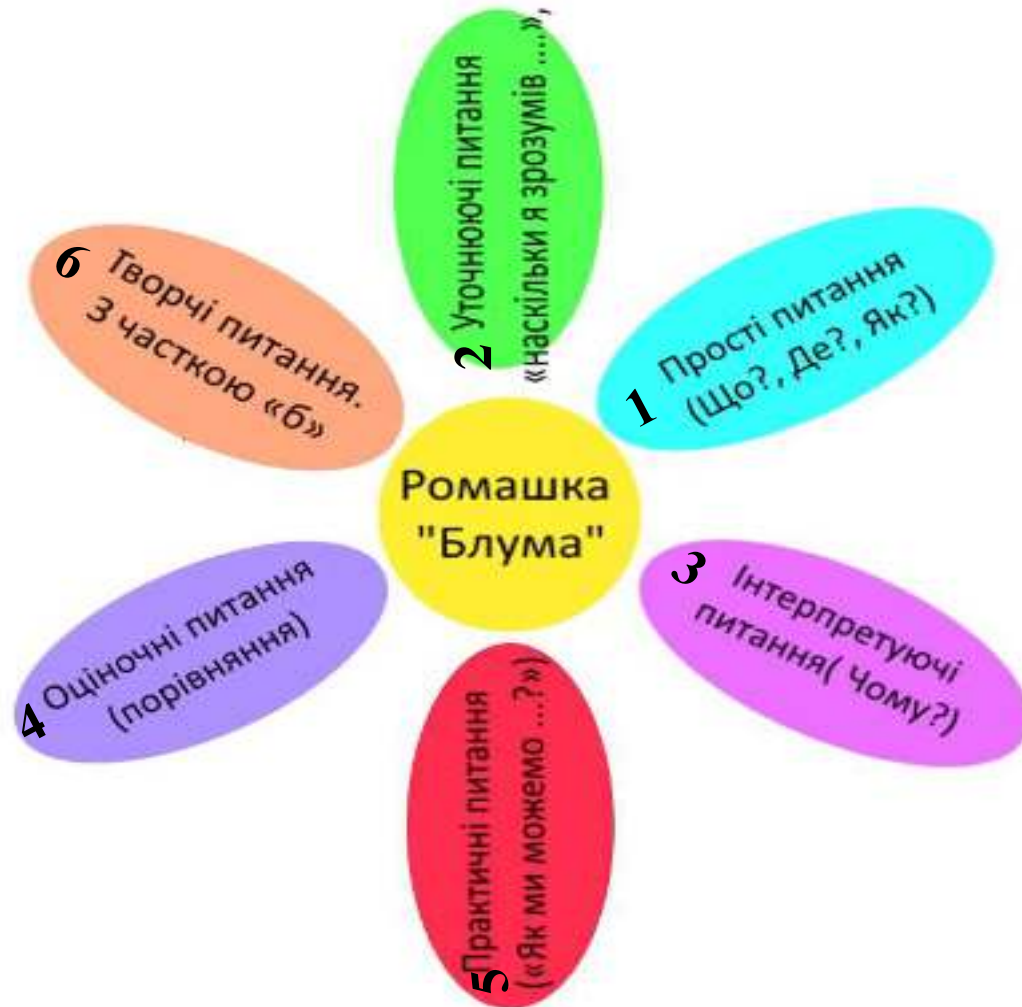 Ромашка
"Блума"
1 Прості питання
(Що?, Де?, Як?)
2 Уточнюючі питання
«наскільки я зрозумів ....»,
3 Інтерпретуючі
питання( Чому?)
4 Оціночні питання
(порівняння)
5 Практичні питання
(«Як ми можемо ...?»)
6 Творчі питання.
З часткою «б»